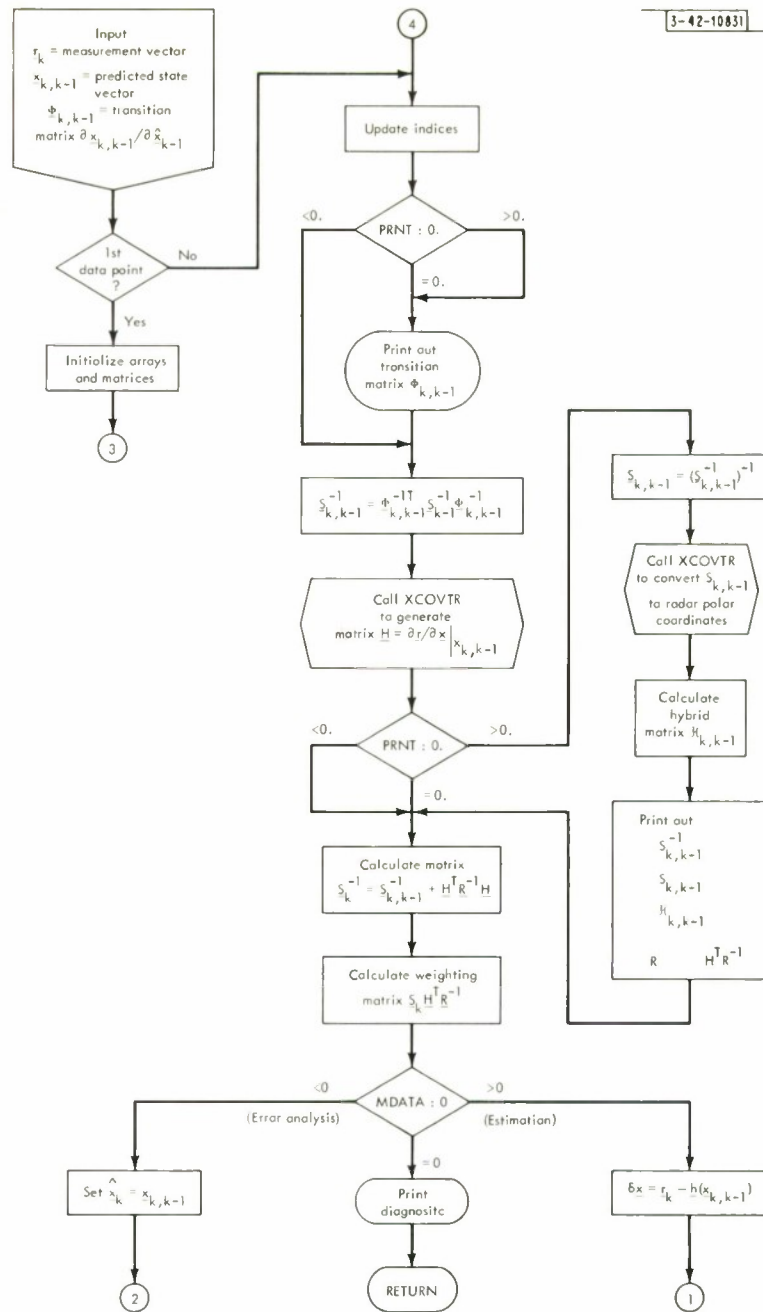 3-42-10831
Input
r_k = measurement vector
x_k,k-1 = predicted state
vector
Φ_k,k-1 = transition
matrix ∂x_k,k-1/∂x̂_k-1
1st
data point
?
No
Yes
Initiolize arrays
and matrices
3
4
Update indices
<0.
PRNT : 0.
>0.
=0.
Print out
transition
matrix Φ_k,k-1
S^-1_k,k-1 = Φ^-1T_k,k-1 S^-1_k-1 Φ^-1_k,k-1
Call XCOVTR
to generate
matrix H = ∂r/∂x |x_k,k-1
<0.
PRNT : 0.
>0.
=0.
S_k,k-1 = (S^-1_k,k-1)^-1
Call XCOVTR
to convert S_k,k-1
to radar polar
coordinates
Calculate
hybrid
matrix ℋ_k,k-1
Print out
S^-1_k,k-1
S_k,k-1
ℋ_k,k-1
R H^T R^-1
Calculate matrix
S^-1_k = S^-1_k,k-1 + H^T R^-1 H
Calculate weighting
matrix S_k H^T R^-1
<0
MDATA : 0
>0
(Error analysis)
(Estimation)
=0
Set x̂_k = x_k,k-1
2
Print
diagnositc
RETURN
δx = r_k – h(x_k,k-1)
1